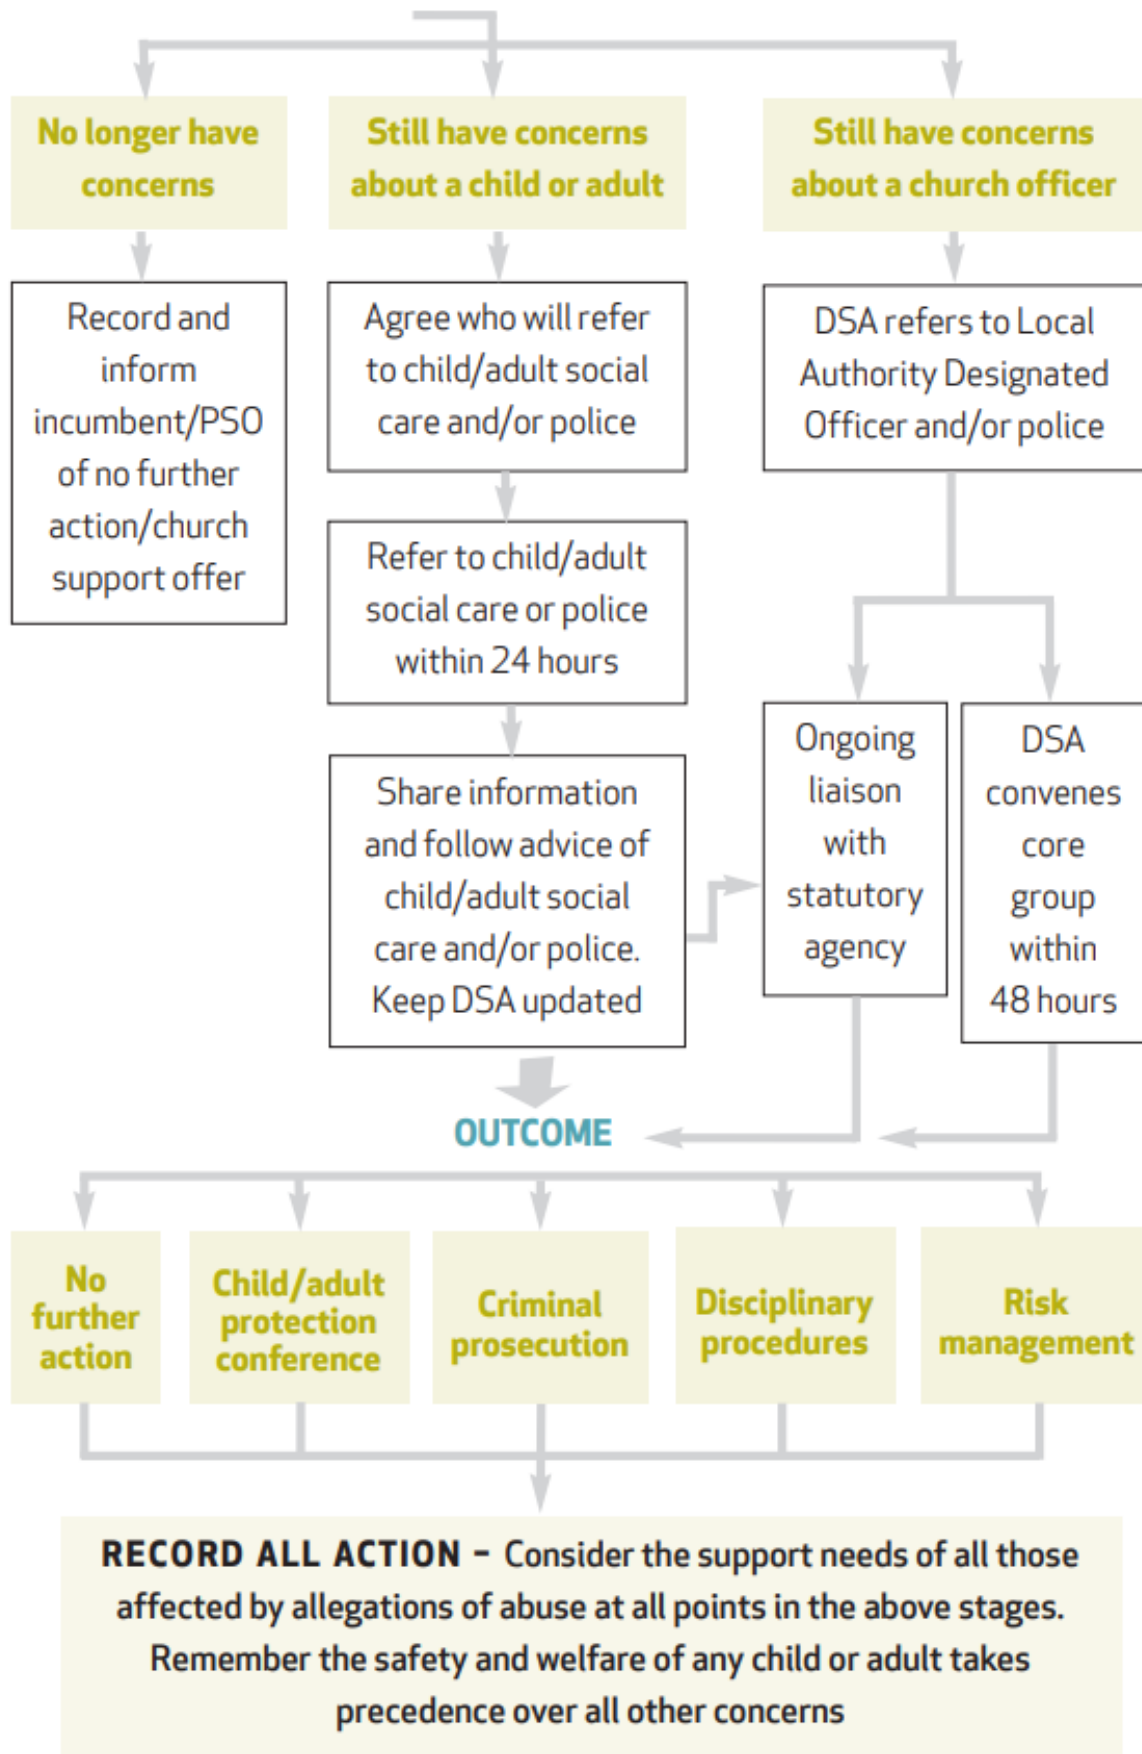 No longer have
concerns
Still have concerns
about a child or adult
Still have concerns
about a church officer
Record and
inform
incumbent/PSO
of no further
action/church
support offer
Agree who will refer
to child/adult social
care and/or police
DSA refers to Local
Authority Designated
Officer and/or police
Refer to child/adult
social care or police
within 24 hours
Share information
and follow advice of
child/adult social
care and/or police.
Keep DSA updated
Ongoing
liaison
with
statutory
agency
DSA
convenes
core
group
within
48 hours
OUTCOME
No
further
action
Child/adult
protection
conference
Criminal
prosecution
Disciplinary
procedures
Risk
management
RECORD ALL ACTION – Consider the support needs of all those
affected by allegations of abuse at all points in the above stages.
Remember the safety and welfare of any child or adult takes
precedence over all other concerns